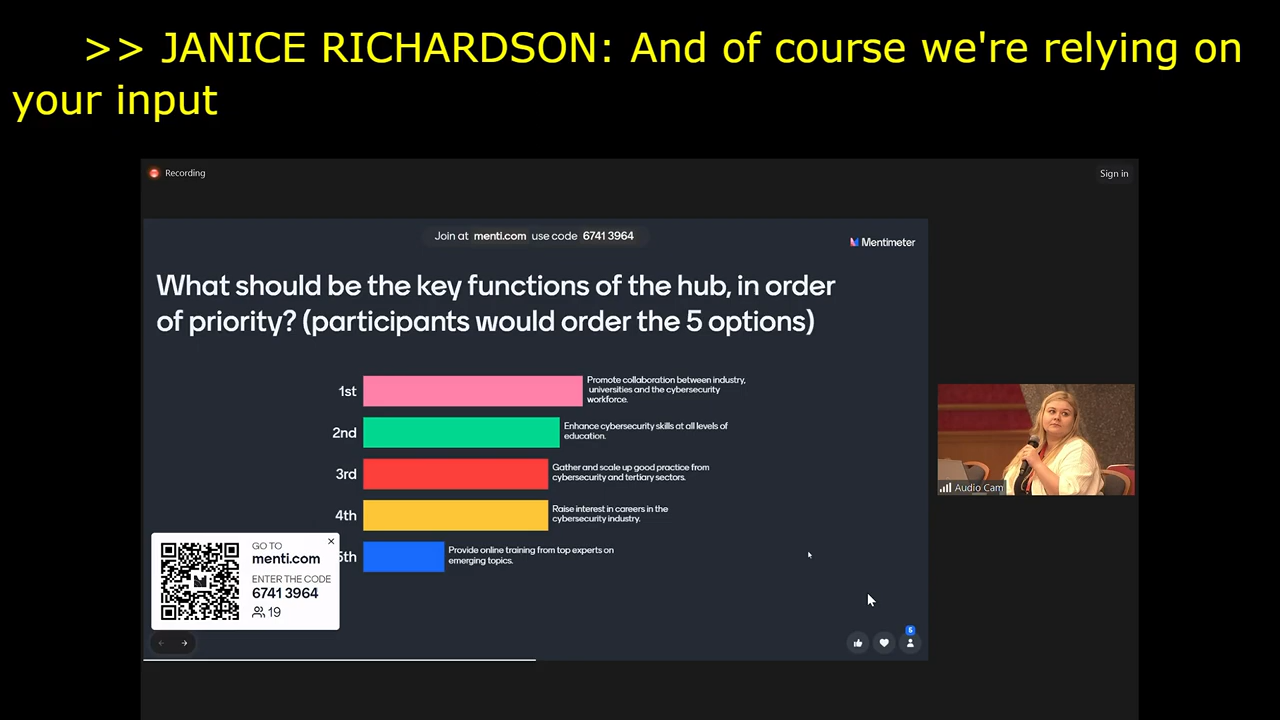 >> JANICE RICHARDSON: And of course we're relying on
your input
Recording
Sign in
Join at menti.com use code 6741 3964
Mentimeter
What should be the key functions of the hub, in order
of priority? (participants would order the 5 options)
1st
Promote collaboration between industry,
universities and the cybersecurity
workforce.
2nd
Enhance cybersecurity skills at all levels of
education.
3rd
Gather and scale up good practice from
cybersecurity and tertiary sectors.
4th
Raise interest in careers in the
cybersecurity industry.
5th
Provide online training from top experts on
emerging topics.
GO TO
menti.com
ENTER THE CODE
6741 3964
19
5
Audio Cam